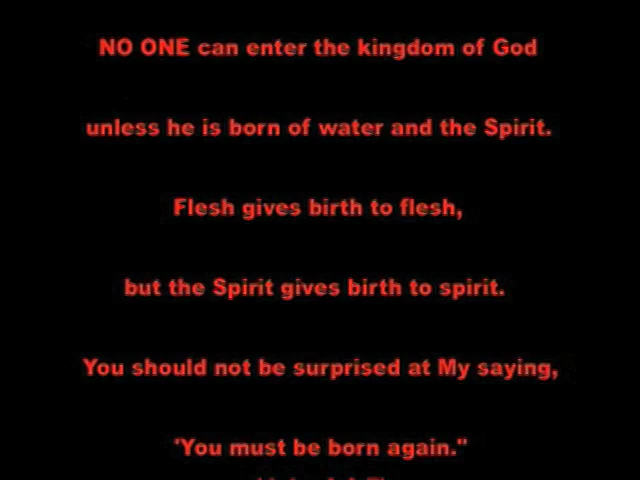 NO ONE can enter the kingdom of God
unless he is born of water and the Spirit.
Flesh gives birth to flesh,
but the Spirit gives birth to spirit.
You should not be surprised at My saying,
'You must be born again."